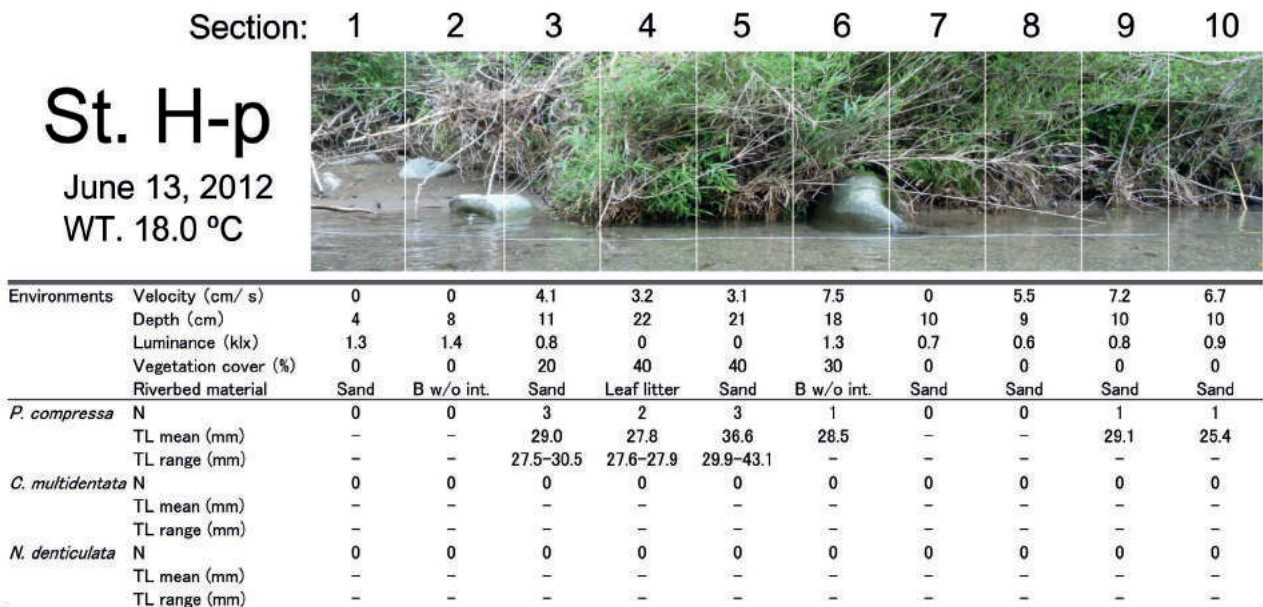 Section: 1 2 3 4 5 6 7 8 9 10
St. H-p
June 13, 2012
WT. 18.0 ºC
Environments Velocity (cm/ s) 0 0 4.1 3.2 3.1 7.5 0 5.5 7.2 6.7
Depth (cm) 4 8 11 22 21 18 10 9 10 10
Luminance (klx) 1.3 1.4 0.8 0 0 1.3 0.7 0.6 0.8 0.9
Vegetation cover (%) 0 0 20 40 40 30 0 0 0 0
Riverbed material Sand B w/o int. Sand Leaf litter Sand B w/o int. Sand Sand Sand Sand
P. compressa N 0 0 3 2 3 1 0 0 1 1
TL mean (mm) - - 29.0 27.8 36.6 28.5 - - 29.1 25.4
TL range (mm) - - 27.5-30.5 27.6-27.9 29.9-43.1 - - - - -
C. multidentata N 0 0 0 0 0 0 0 0 0 0
TL mean (mm) - - - - - - - - - -
TL range (mm) - - - - - - - - - -
N. denticulata N 0 0 0 0 0 0 0 0 0 0
TL mean (mm) - - - - - - - - - -
TL range (mm) - - - - - - - - - -